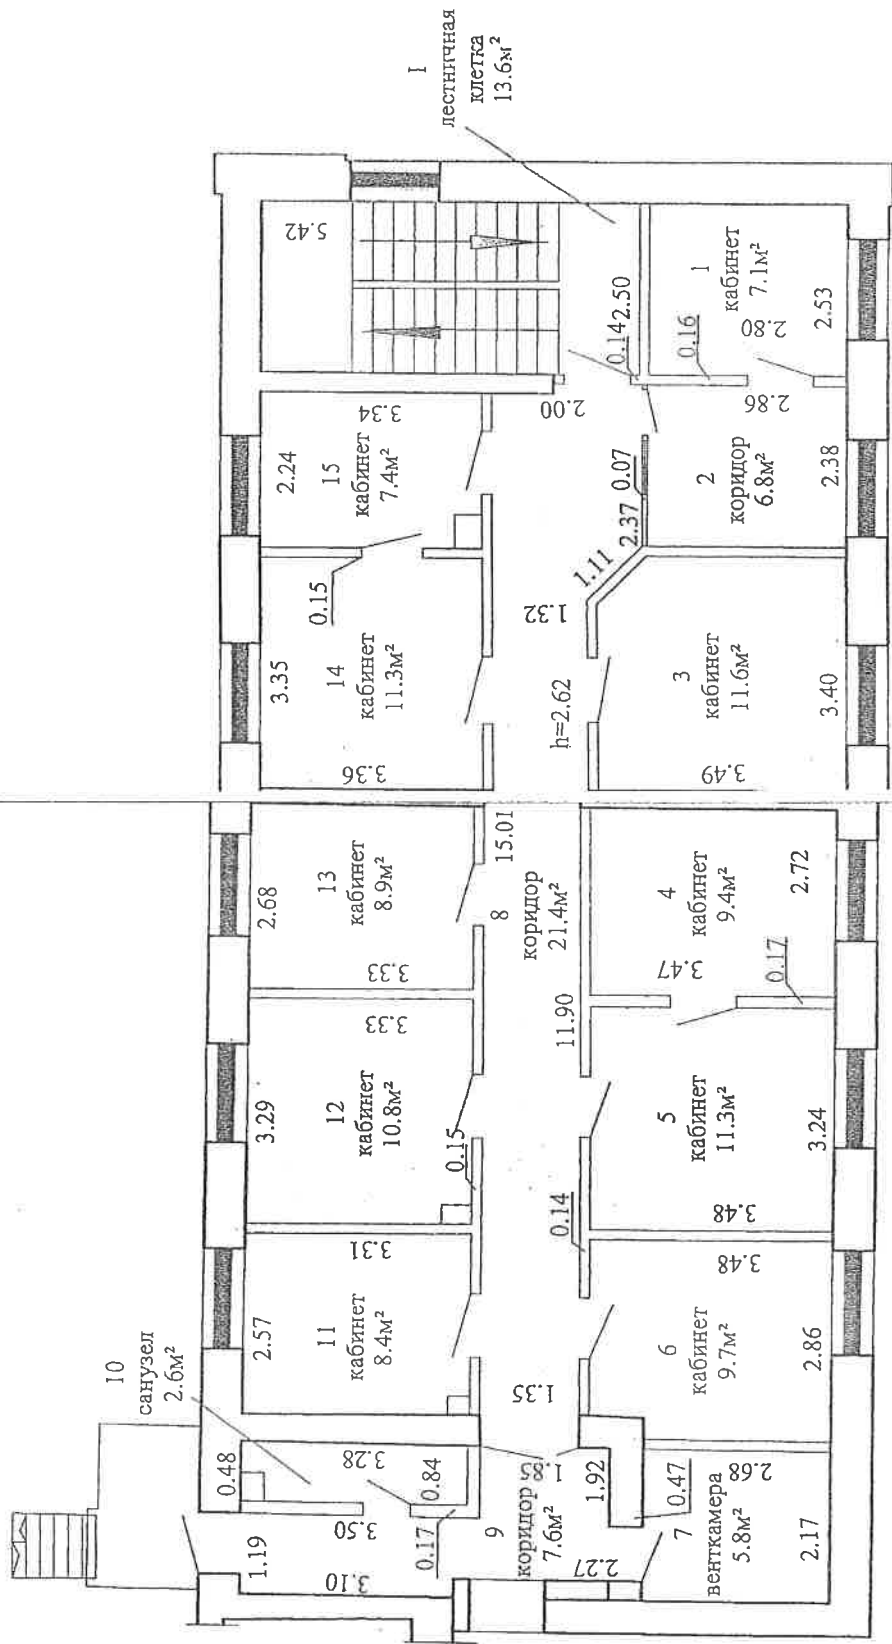 I
лестничная
клетка
13.6м²
5.42
2.50
0.14
1
кабинет
7.1м²
2.53
2.80
0.16
2.86
2.00
3.34
2.24
15
кабинет
7.4м²
0.07
2
коридор
6.8м²
2.38
2.37
1.11
1.32
0.15
3.35
14
кабинет
11.3м²
3.36
h=2.62
3
кабинет
11.6м²
3.40
3.49
2.68
13
кабинет
8.9м²
3.33
15.01
8
коридор
21.4м²
11.90
4
кабинет
9.4м²
2.72
3.47
0.17
3.33
3.29
12
кабинет
10.8м²
0.15
5
кабинет
11.3м²
3.24
3.48
0.14
3.31
2.57
11
кабинет
8.4м²
1.35
3.48
6
кабинет
9.7м²
2.86
10
санузел
2.6м²
0.48
3.28
0.84
3.50
0.17
1.19
3.10
1.85
1.92
9
коридор
7.6м²
2.27
0.47
2.68
7
венткамера
5.8м²
2.17